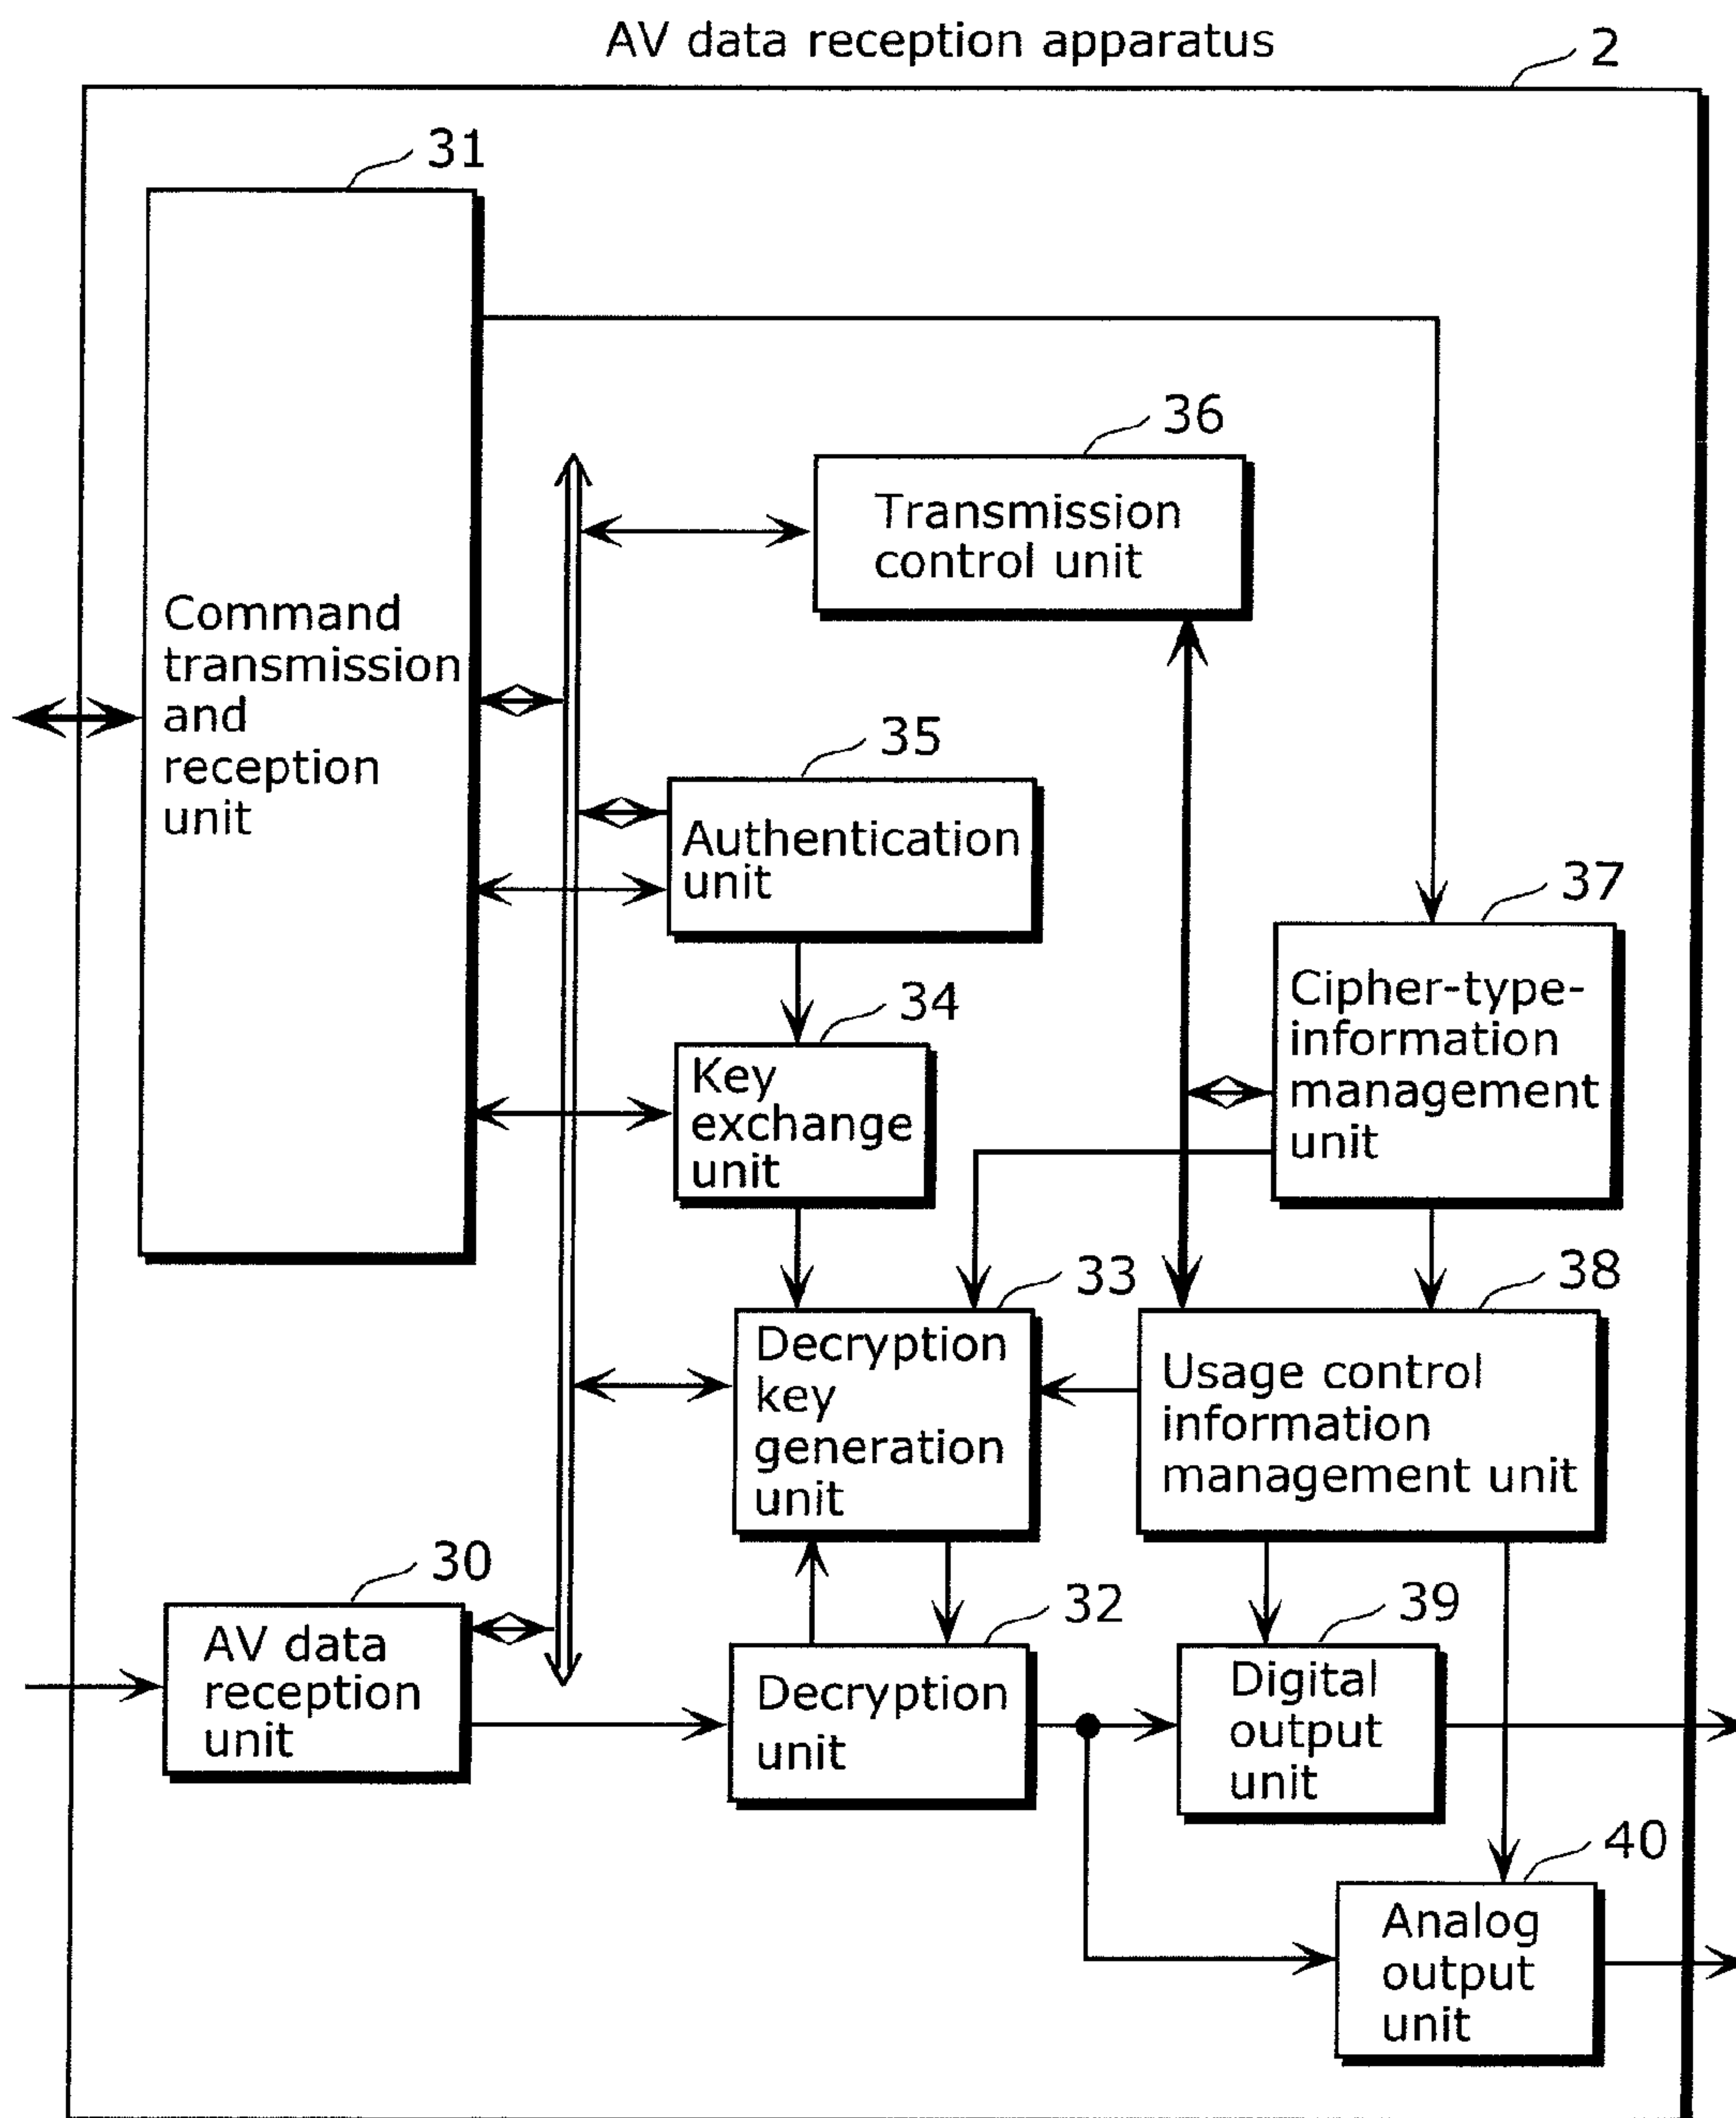 AV data reception apparatus
2
31
Command
transmission
and
reception
unit
36
Transmission
control unit
35
Authentication
unit
37
Cipher-type-
information
management
unit
34
Key
exchange
unit
33
Decryption
key
generation
unit
38
Usage control
information
management unit
30
AV data
reception
unit
32
Decryption
unit
39
Digital
output
unit
40
Analog
output
unit